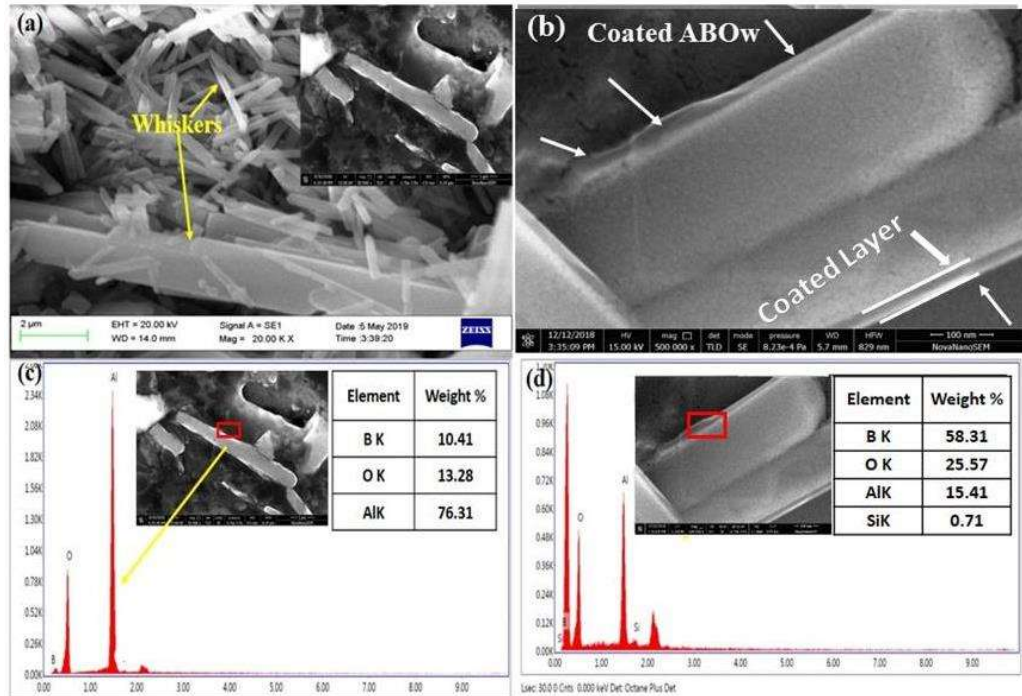 (a)
Whiskers
2 µm
EHT = 20.00 kV
WD = 14.0 mm
Signal A = SE1
Mag = 20.00 K X
Date :5 May 2019
Time :3:39:20
ZEISS
(b)
Coated ABOw
Coated Layer
12/12/2018
3:35:09 PM
HV
15.00 kV
mag
500 000 x
det
TLD
mode
SE
pressure
8.23e-4 Pa
WD
5.7 mm
HFW
829 nm
100 nm
NovaNanoSEM
(c)
2.34K
2.08K
1.82K
1.56K
1.30K
1.04K
0.78K
0.52K
0.26K
0.00K
Al
O
B
0.00 1.00 2.00 3.00 4.00 5.00 6.00 7.00 8.00 9.00
Element Weight %
B K 10.41
O K 13.28
AlK 76.31
(d)
1.08K
0.96K
0.84K
0.72K
0.60K
0.48K
0.36K
0.24K
0.12K
0.00K
O
Al
Si
B
Si
0.00 1.00 2.00 3.00 4.00 5.00 6.00 7.00 8.00 9.00
Element Weight %
B K 58.31
O K 25.57
AlK 15.41
SiK 0.71
Lsec: 30.0 0 Cnts 0.000 keV Det: Octane Plus Det